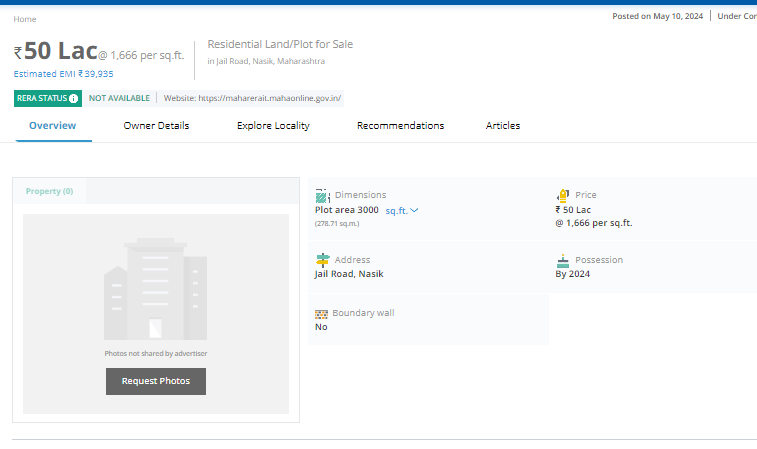 Home
Posted on May 10, 2024 | Under Con
₹50 Lac @ 1,666 per sq.ft.
Residential Land/Plot for Sale
in Jail Road, Nasik, Maharashtra
Estimated EMI ₹39,935
RERA STATUS i NOT AVAILABLE | Website: https://maharerait.mahaonline.gov.in/
Overview Owner Details Explore Locality Recommendations Articles
Property (0)
Photos not shared by advertiser
Request Photos
Dimensions
Plot area 3000 sq.ft.
(278.71 sq.m.)
Price
₹ 50 Lac
@ 1,666 per sq.ft.
Address
Jail Road, Nasik
Possession
By 2024
Boundary wall
No